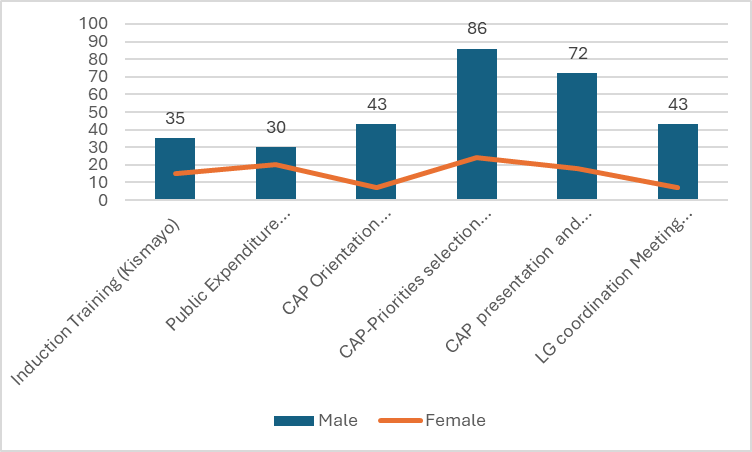 100
90
80
70
60
50
40
30
20
10
0
35
30
43
86
72
43
Induction Training (Kismayo)
Public Expenditure...
CAP Orientation...
CAP-Priorities selection...
CAP presentation and...
LG coordination Meeting...
Male
Female